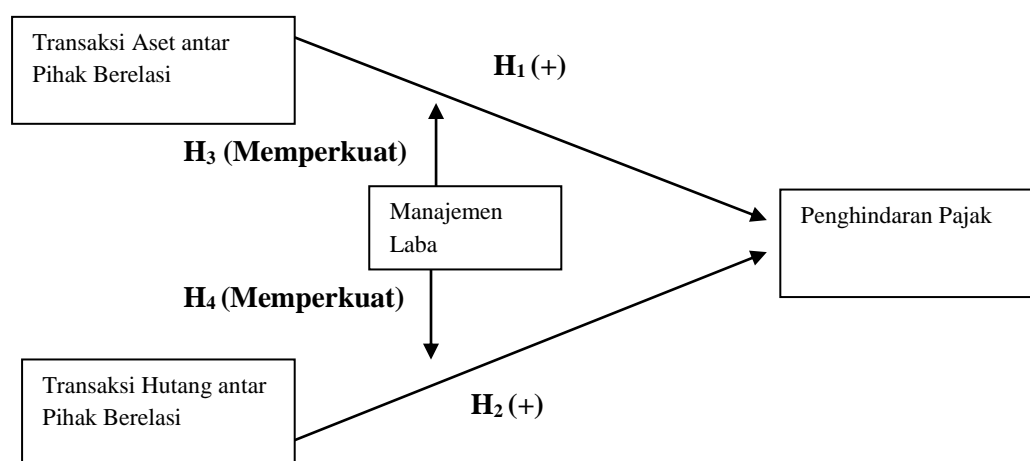 Transaksi Aset antar
Pihak Berelasi
H₁ (+)
H₃ (Memperkuat)
Manajemen
Laba
Penghindaran Pajak
H₄ (Memperkuat)
Transaksi Hutang antar
Pihak Berelasi
H₂ (+)